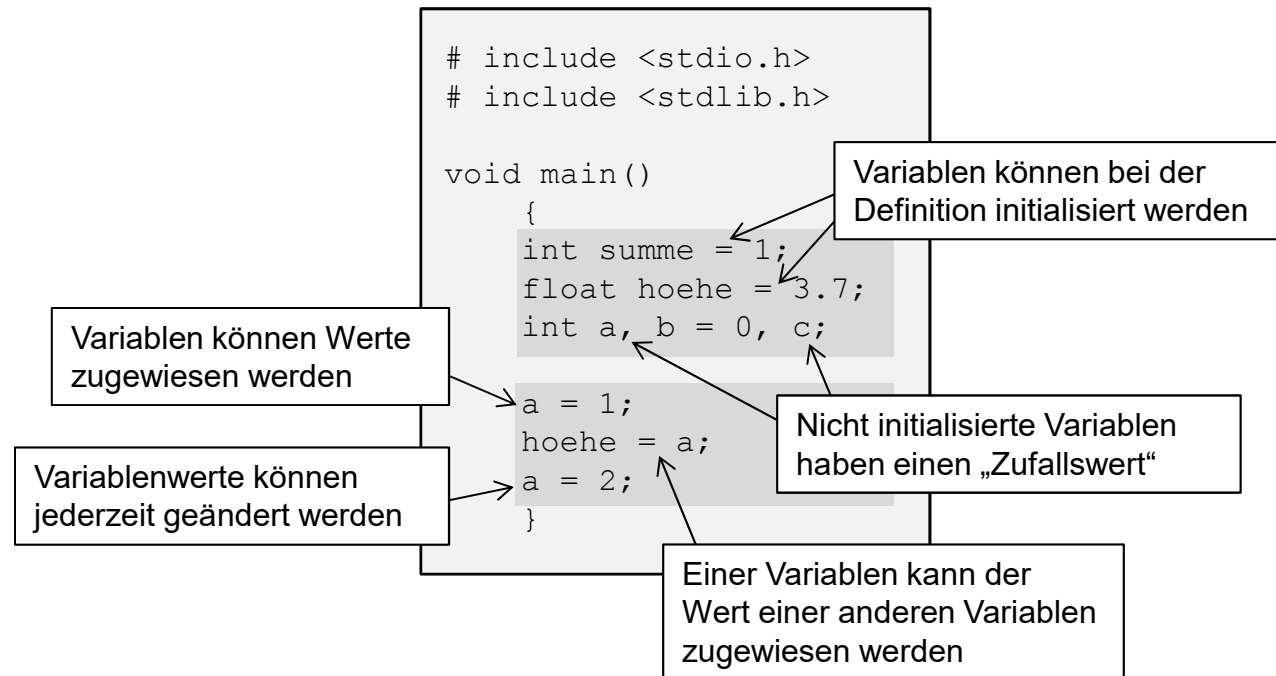 # include <stdio.h>
# include <stdlib.h>
void main()
{
int summe = 1;
float hoehe = 3.7;
int a, b = 0, c;
a = 1;
hoehe = a;
a = 2;
}
Variablen können bei der
Definition initialisiert werden
Variablen können Werte
zugewiesen werden
Nicht initialisierte Variablen
haben einen „Zufallswert“
Variablenwerte können
jederzeit geändert werden
Einer Variablen kann der
Wert einer anderen Variablen
zugewiesen werden